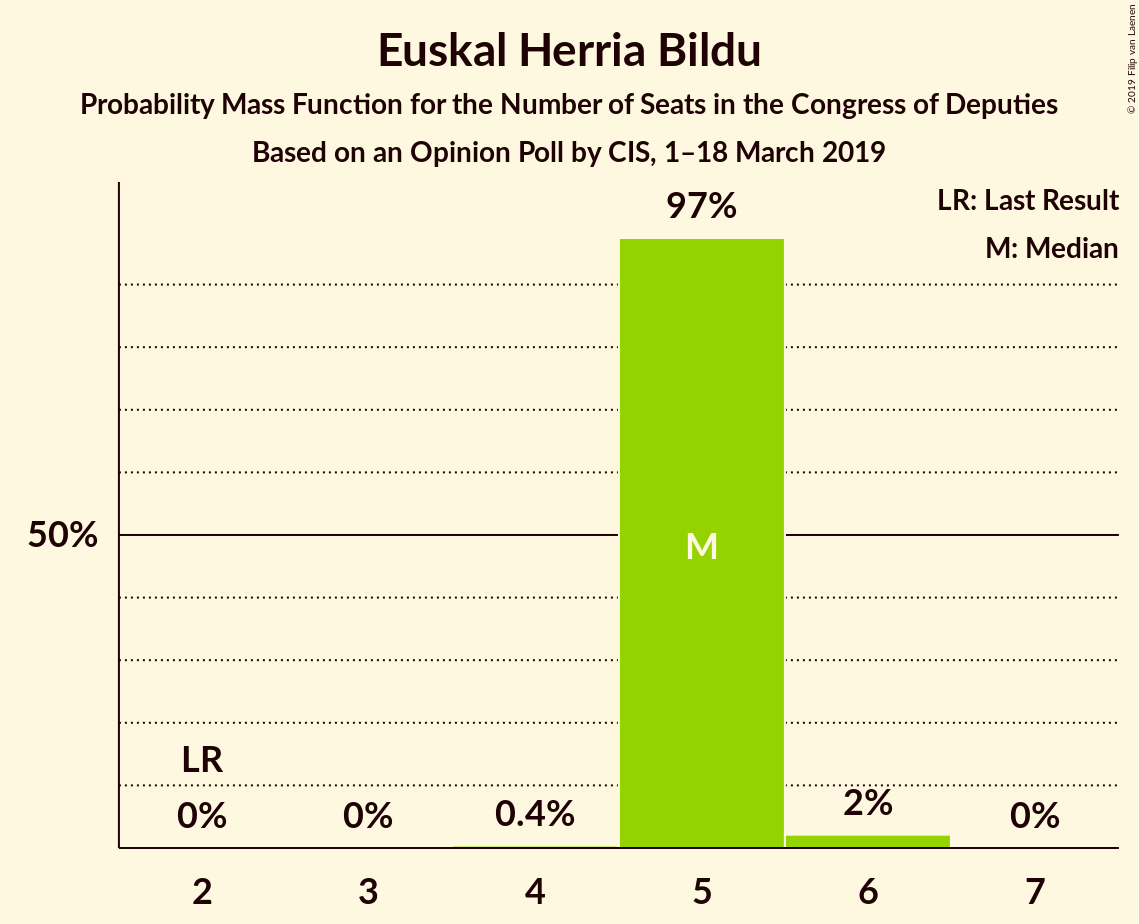 Euskal Herria Bildu
Probability Mass Function for the Number of Seats in the Congress of Deputies
Based on an Opinion Poll by CIS, 1–18 March 2019
© 2019 Filip van Laenen
LR: Last Result
M: Median
97%
50%
M
LR
0%
0%
0.4%
2%
0%
2
3
4
5
6
7